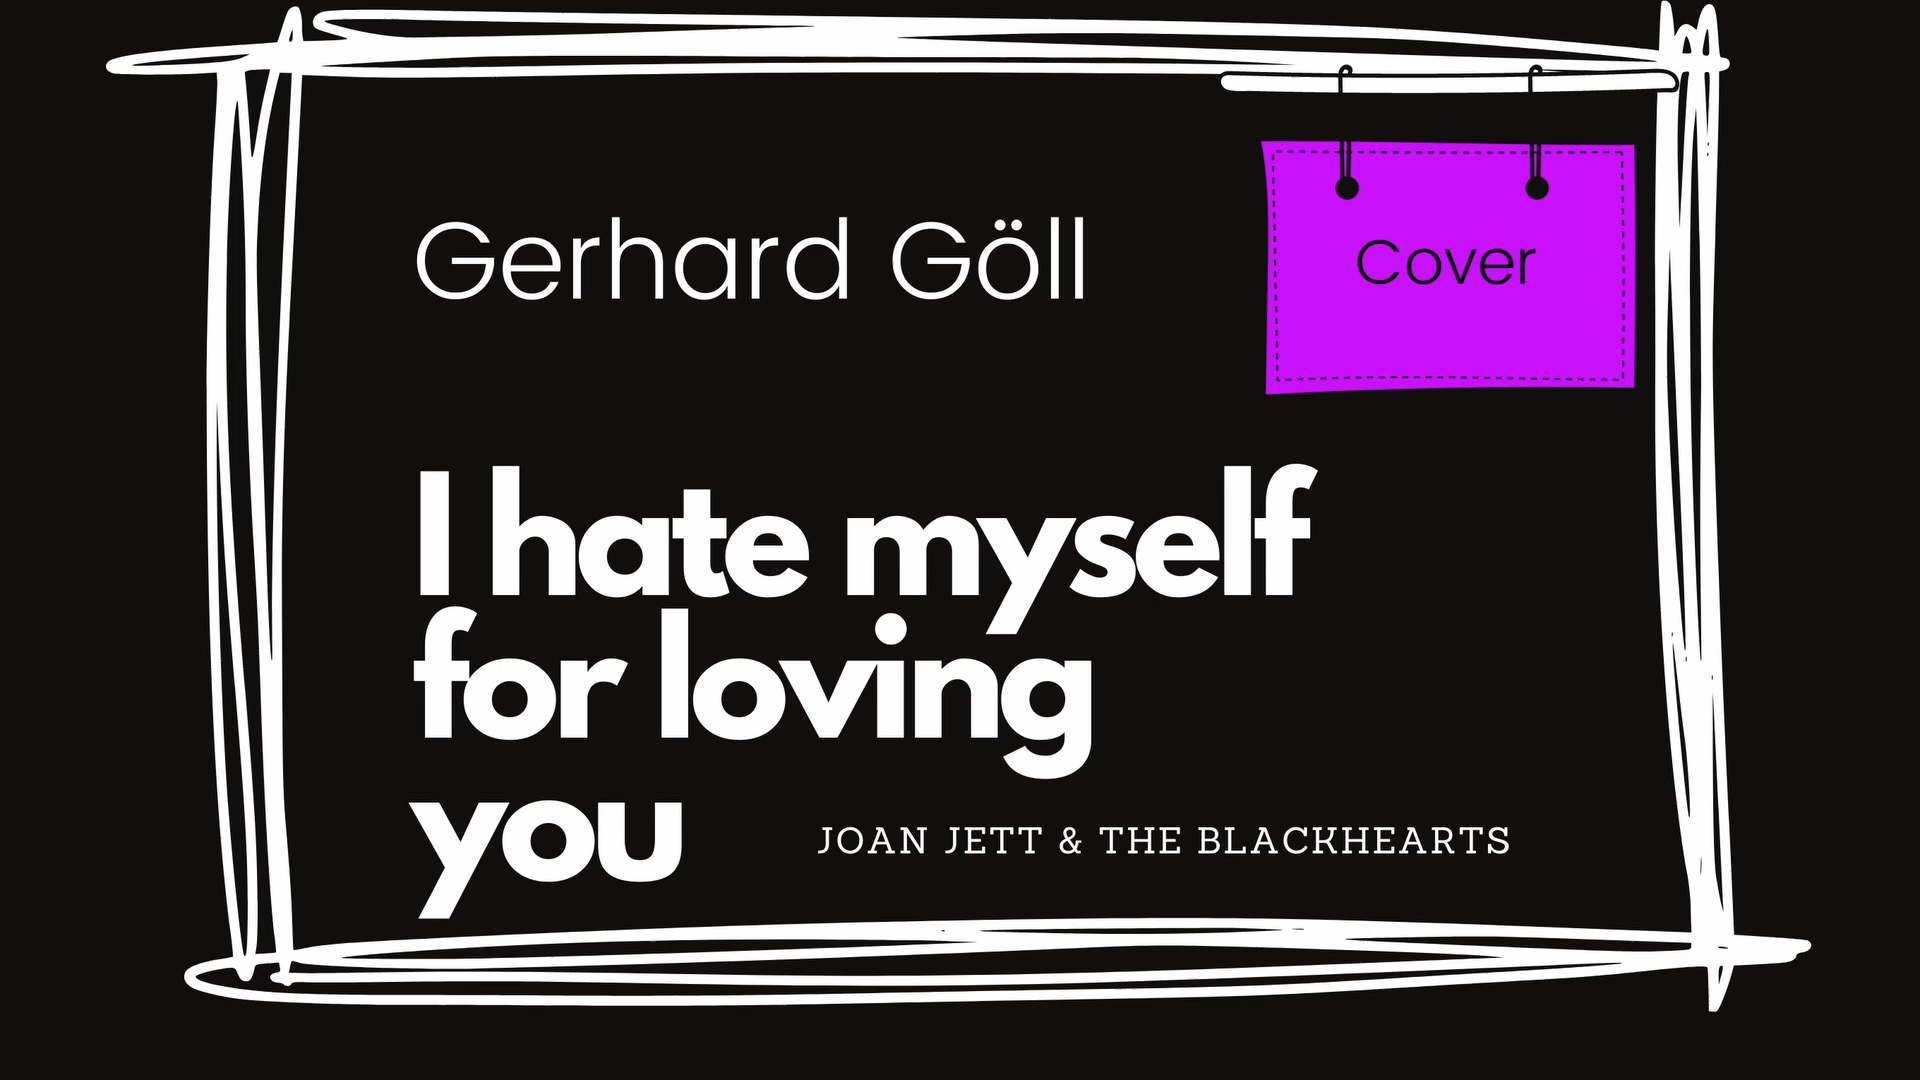 Gerhard Göll
Cover
I hate myself
for loving
you
JOAN JETT & THE BLACKHEARTS